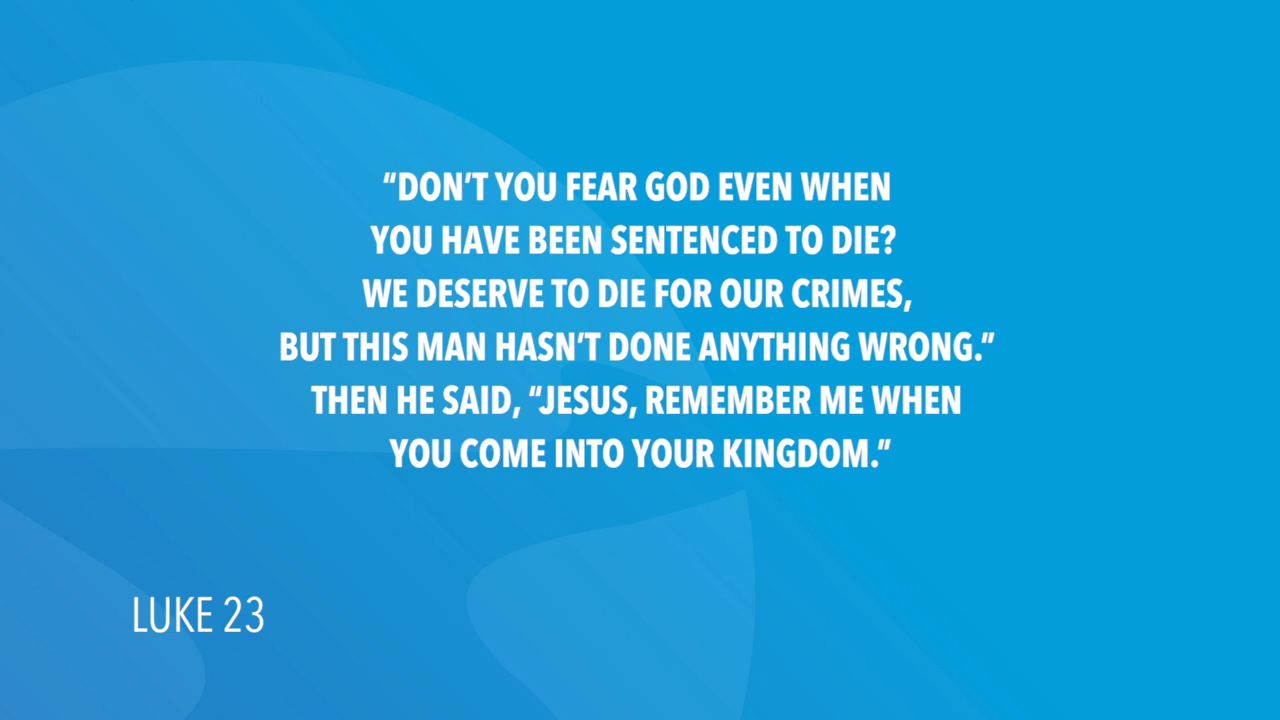 “DON’T YOU FEAR GOD EVEN WHEN
YOU HAVE BEEN SENTENCED TO DIE?
WE DESERVE TO DIE FOR OUR CRIMES,
BUT THIS MAN HASN’T DONE ANYTHING WRONG.”
THEN HE SAID, “JESUS, REMEMBER ME WHEN
YOU COME INTO YOUR KINGDOM.”
LUKE 23